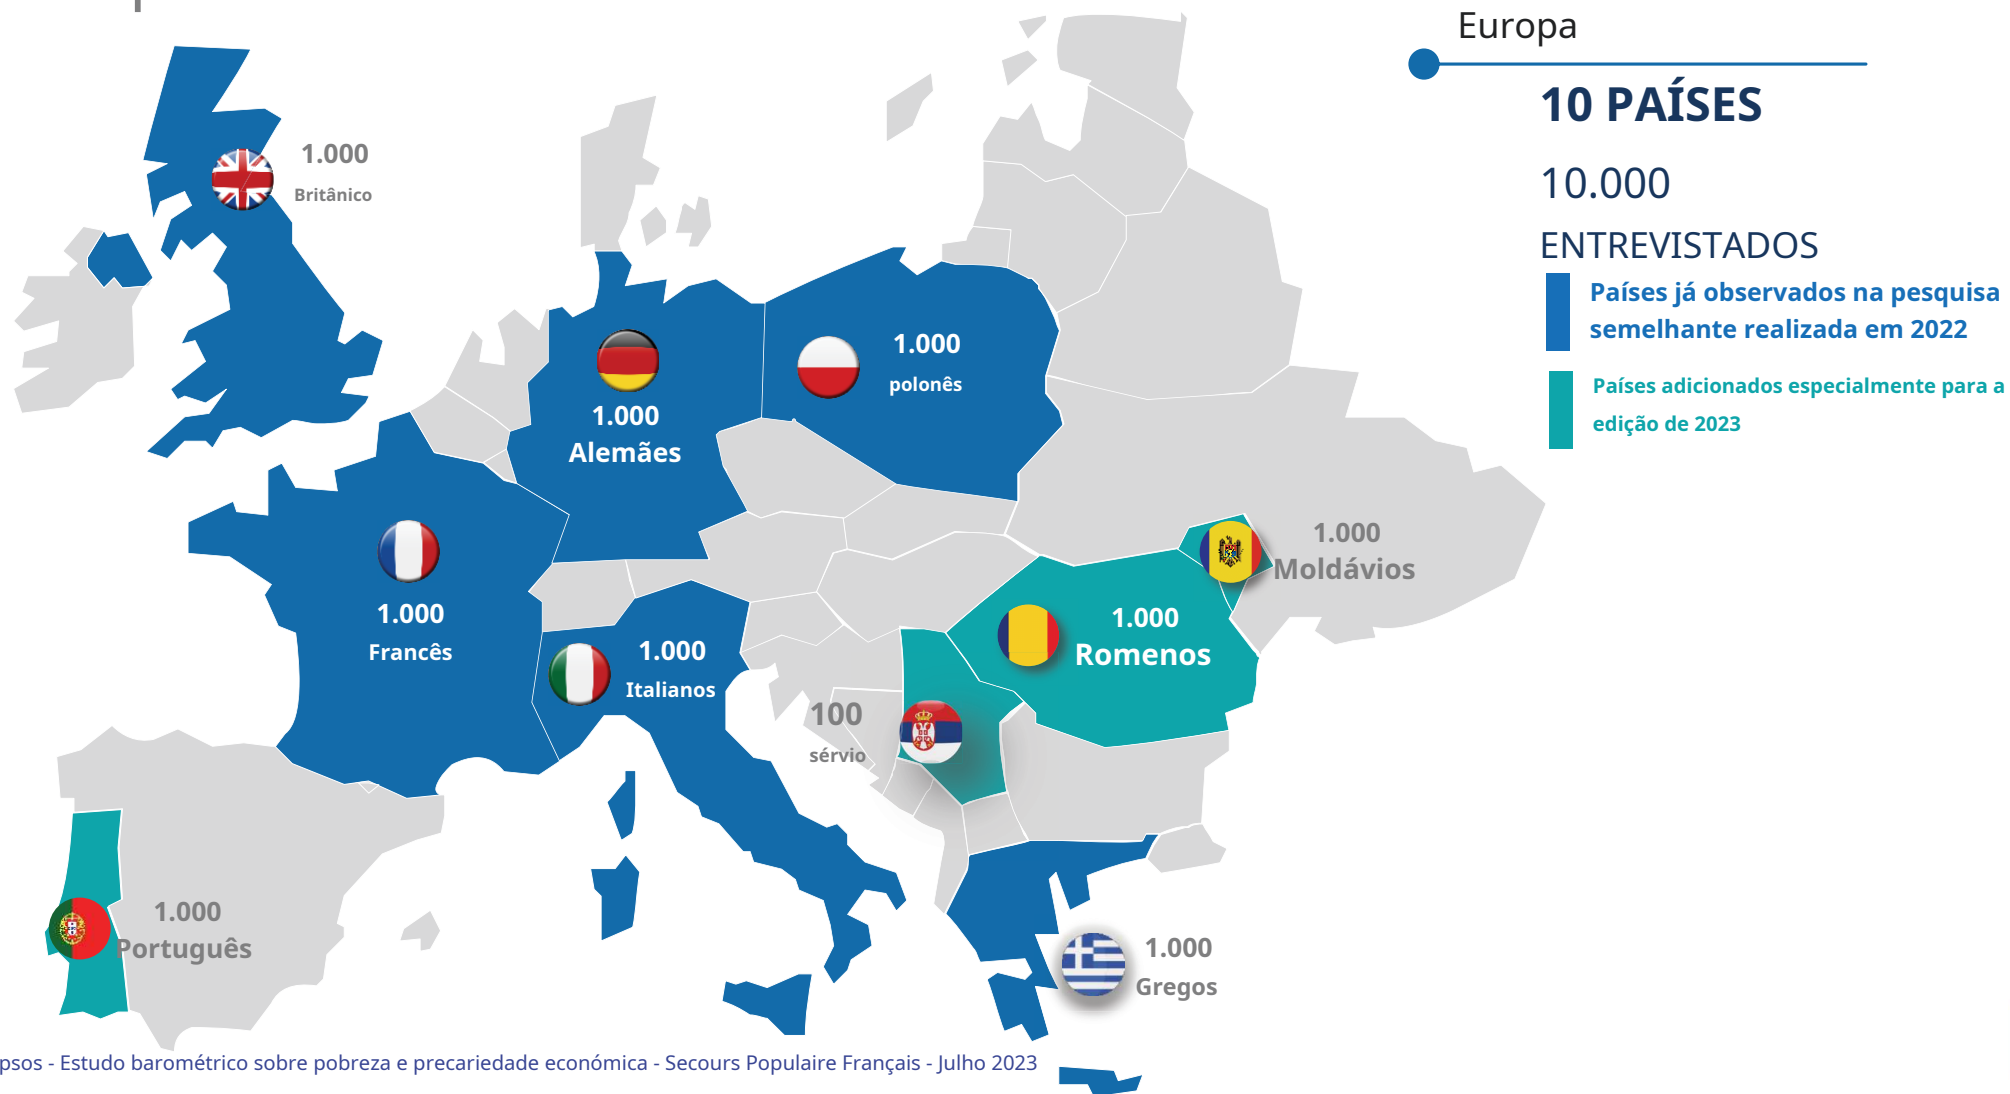 Europa
10 PAÍSES
10.000
ENTREVISTADOS
Países já observados na pesquisa
semelhante realizada em 2022
Países adicionados especialmente para a
edição de 2023
1.000
Britânico
1.000
polonês
1.000
Alemães
1.000
Moldávios
1.000
Francês
1.000
Romenos
1.000
Italianos
100
sérvio
1.000
Português
1.000
Gregos
psos - Estudo barométrico sobre pobreza e precariedade económica - Secours Populaire Français - Julho 2023